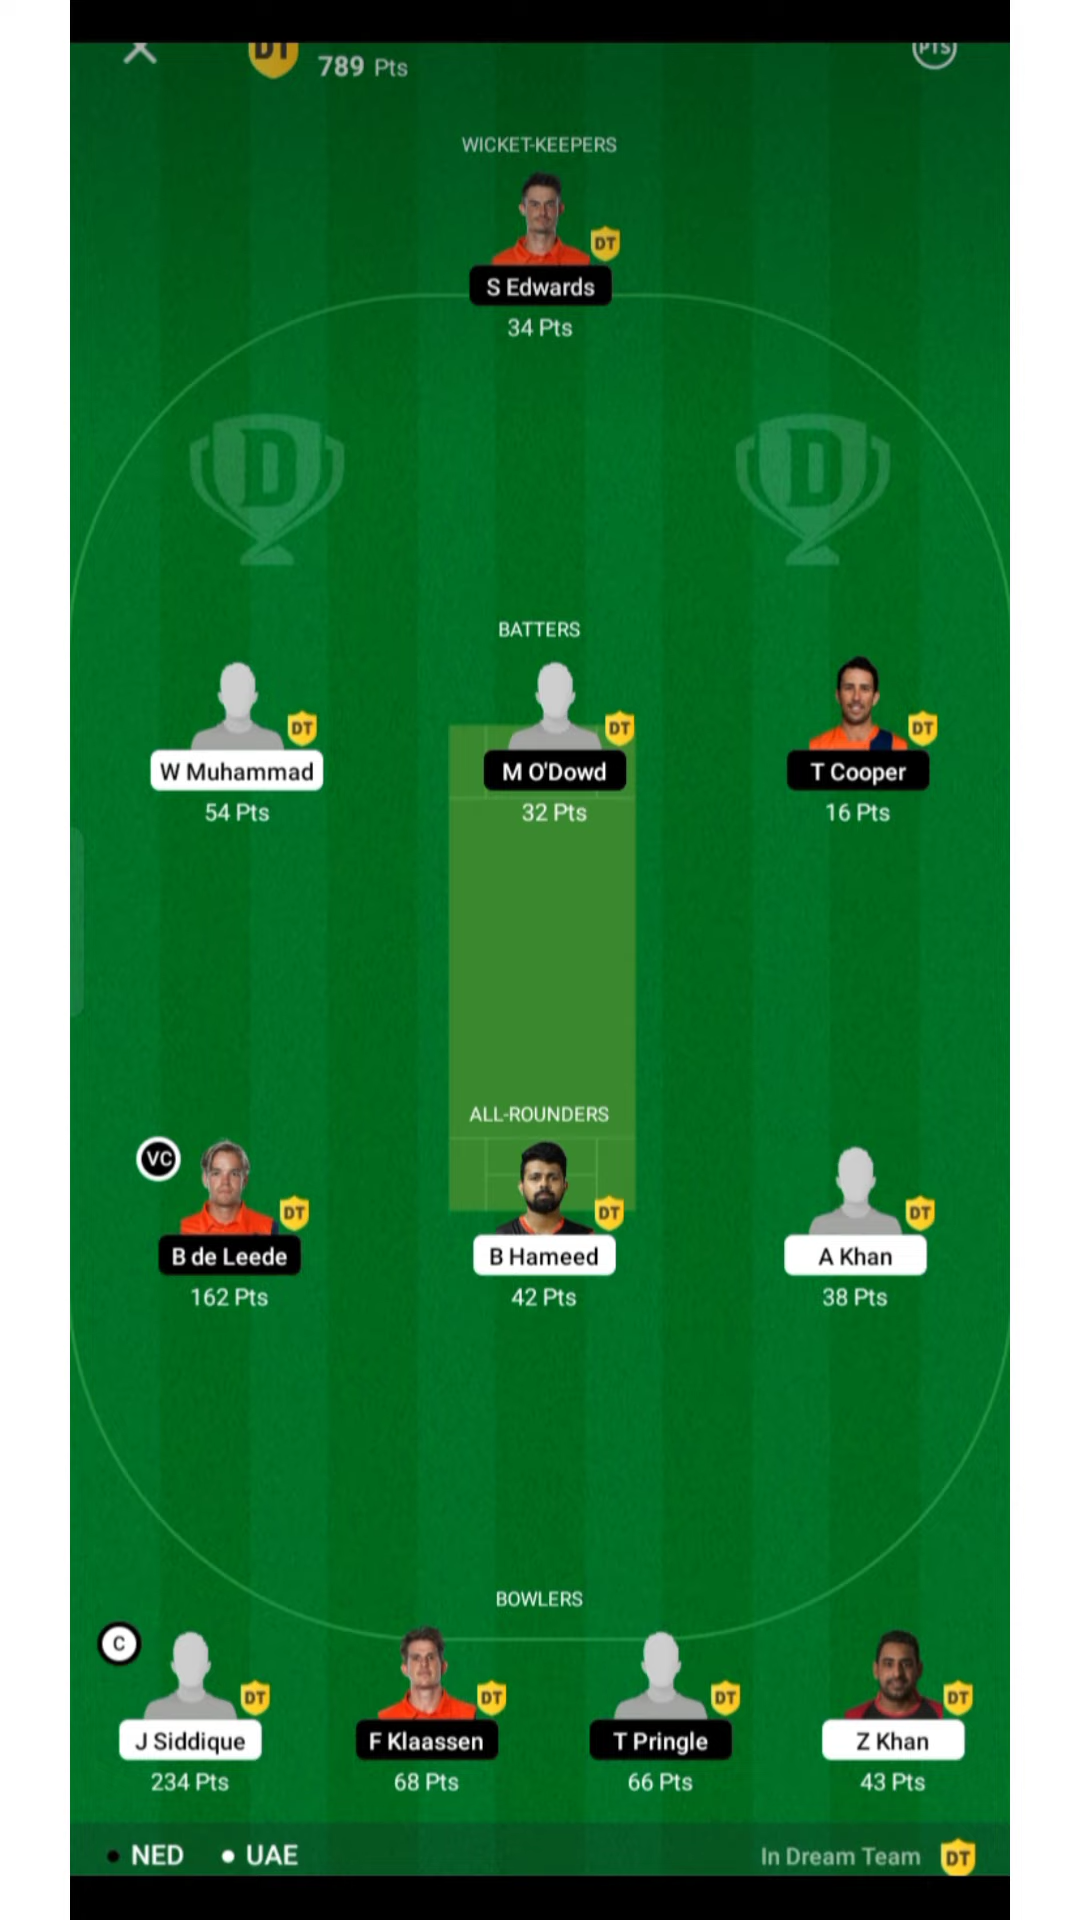 DT
789 Pts
PTS
WICKET-KEEPERS
DT
S Edwards
34 Pts
D
D
BATTERS
DT
DT
DT
W Muhammad
M O'Dowd
T Cooper
54 Pts
32 Pts
16 Pts
ALL-ROUNDERS
VC
DT
DT
DT
B de Leede
B Hameed
A Khan
162 Pts
42 Pts
38 Pts
BOWLERS
C
DT
DT
DT
DT
J Siddique
F Klaassen
T Pringle
Z Khan
234 Pts
68 Pts
66 Pts
43 Pts
NED
UAE
In Dream Team DT